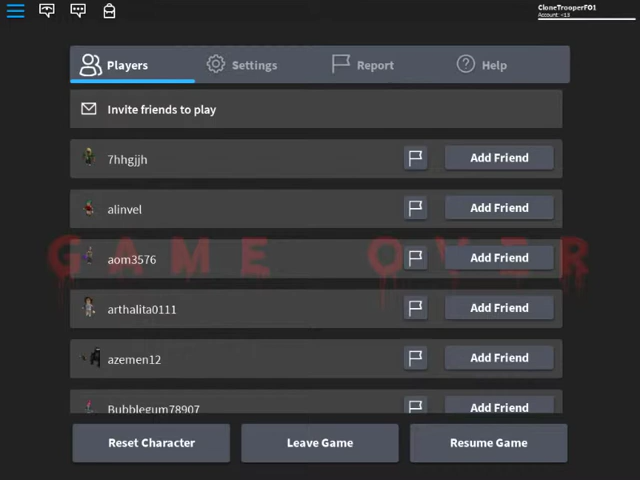 CloneTrooperFO1
Account: <13
Players
Settings
Report
Help
Invite friends to play
7hhgjjh
Add Friend
alinvel
Add Friend
GAME OVER
aom3576
Add Friend
arthalita0111
Add Friend
azemen12
Add Friend
Bubblegum78907
Add Friend
Reset Character
Leave Game
Resume Game